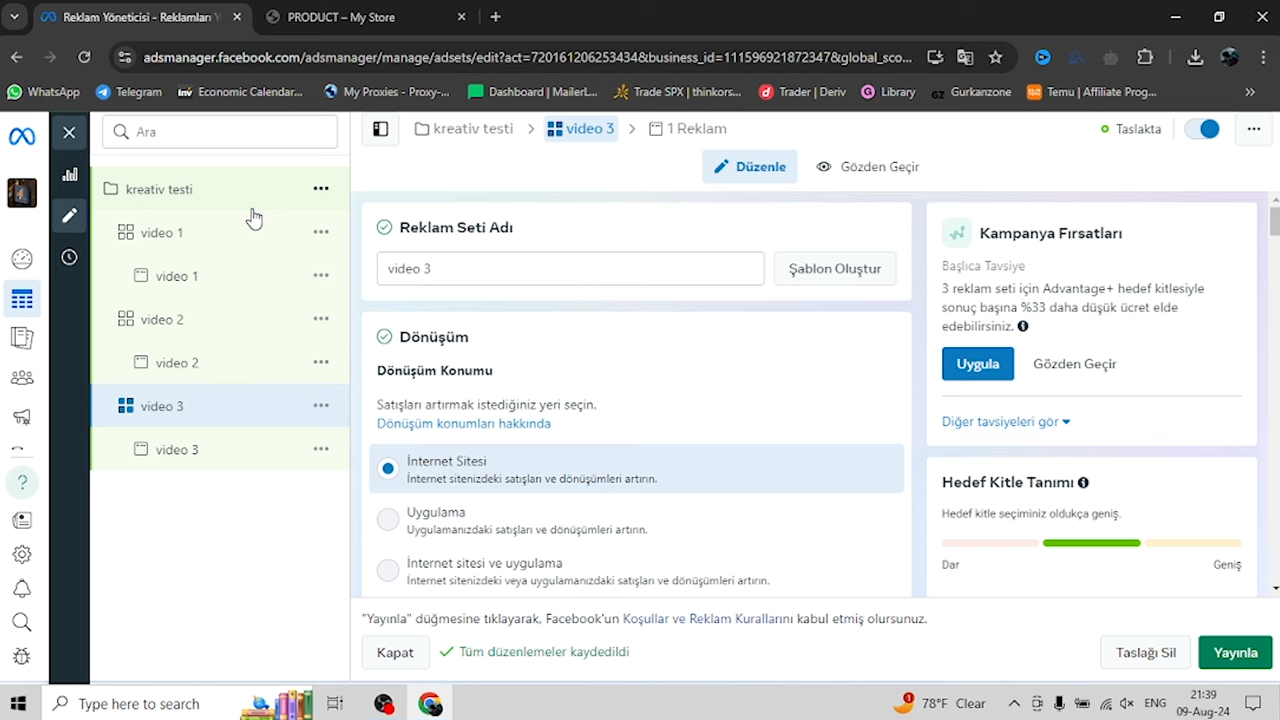 Reklam Yöneticisi - Reklamları Y
PRODUCT – My Store
adsmanager.facebook.com/adsmanager/manage/adsets/edit?act=720161206253434&business_id=1115969218723478&global_sco...
WhatsApp
Telegram
Economic Calendar...
My Proxies - Proxy-...
Dashboard | MailerL...
Trade SPX | thinkors...
Trader | Deriv
Library
GZ Gurkanzone
Temu | Affiliate Prog...
Ara
kreativ testi
video 1
video 1
video 2
video 2
video 3
video 3
kreativ testi
video 3
1 Reklam
Taslakta
Düzenle
Gözden Geçir
Reklam Seti Adı
video 3
Şablon Oluştur
Dönüşüm
Dönüşüm Konumu
Satışları artırmak istediğiniz yeri seçin.
Dönüşüm konumları hakkında
İnternet Sitesi
İnternet sitenizdeki satışları ve dönüşümleri artırın.
Uygulama
Uygulamanızdaki satışları ve dönüşümleri artırın.
İnternet sitesi ve uygulama
İnternet sitenizdeki veya uygulamanızdaki satışları ve dönüşümleri artırın.
Kampanya Fırsatları
Başlıca Tavsiye
3 reklam seti için Advantage+ hedef kitlesiyle
sonuç başına %33 daha düşük ücret elde
edebilirsiniz.
Uygula
Gözden Geçir
Diğer tavsiyeleri gör
Hedef Kitle Tanımı
Hedef kitle seçiminiz oldukça geniş.
Dar
Geniş
"Yayınla" düğmesine tıklayarak, Facebook'un Koşullar ve Reklam Kurallarını kabul etmiş olursunuz.
Kapat
Tüm düzenlemeler kaydedildi
Taslağı Sil
Yayınla
Type here to search
78°F Clear
ENG
21:39
09-Aug-24